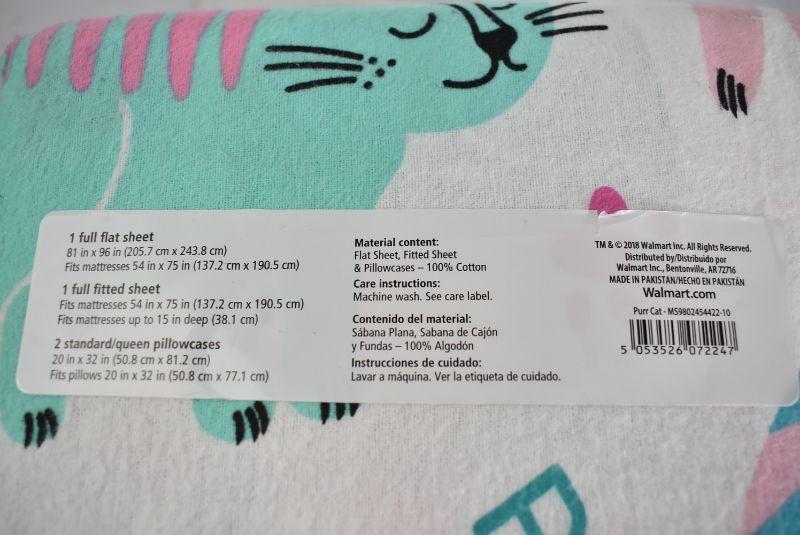 1 full flat sheet
81 in x 96 in (205.7 cm x 243.8 cm)
Fits mattresses 54 in x 75 in (137.2 cm x 190.5 cm)
1 full fitted sheet
Fits mattresses 54 in x 75 in (137.2 cm x 190.5 cm)
Fits mattresses up to 15 in deep (38.1 cm)
2 standard/queen pillowcases
20 in x 32 in (50.8 cm x 81.2 cm)
Fits pillows 20 in x 32 in (50.8 cm x 77.1 cm)
Material content:
Flat Sheet, Fitted Sheet
& Pillowcases – 100% Cotton
Care instructions:
Machine wash. See care label.
Contenido del material:
Sábana Plana, Sabana de Cajón
y Fundas – 100% Algodón
Instrucciones de cuidado:
Lavar a máquina. Ver la etiqueta de cuidado.
TM & © 2018 Walmart Inc. All Rights Reserved.
Distributed by/Distribuido por
Walmart Inc., Bentonville, AR 72716
MADE IN PAKISTAN/HECHO EN PAKISTÁN
Walmart.com
Purr Cat - MS9802454422-10
5 053526 072247